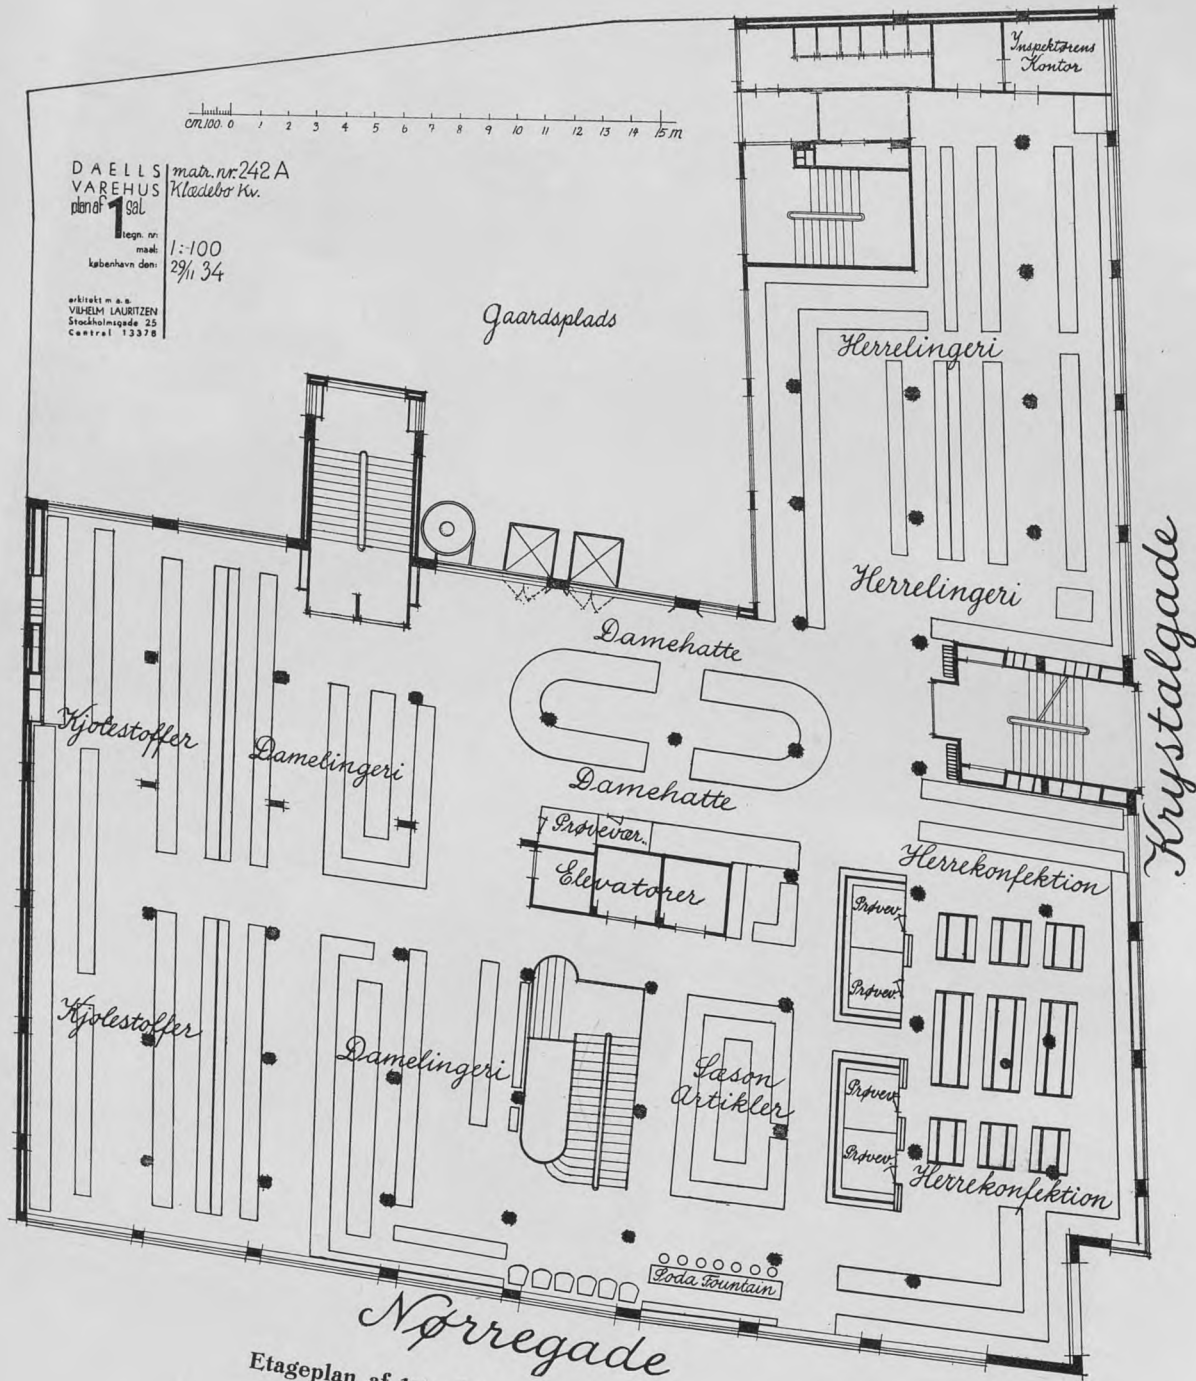 Inspektørens
Kontor
cm.100. 0 1 2 3 4 5 6 7 8 9 10 11 12 13 14 15 m
DAELLS
VAREHUS
plan af 1 sal
matr. nr. 242 A
Klædebo Kv.
tegn. nr:
maal: 1:-100
københavn den: 29/11 34
arkitekt m. a. a.
VILHELM LAURITZEN
Stockholmsgade 25
Central 13378
Gaardsplads
Herrelingeri
Herrelingeri
Krystalgade
Damehatte
Kjolestoffer
Damelingeri
Damehatte
Prøvevær.
Elevatorer
Herrekonfektion
Prøvev.
Prøvev.
Kjolestoffer
Damelingeri
Sæson
Artikler
Prøvev.
Prøvev.
Herrekonfektion
Soda Fountain
Nørregade
Etageplan af